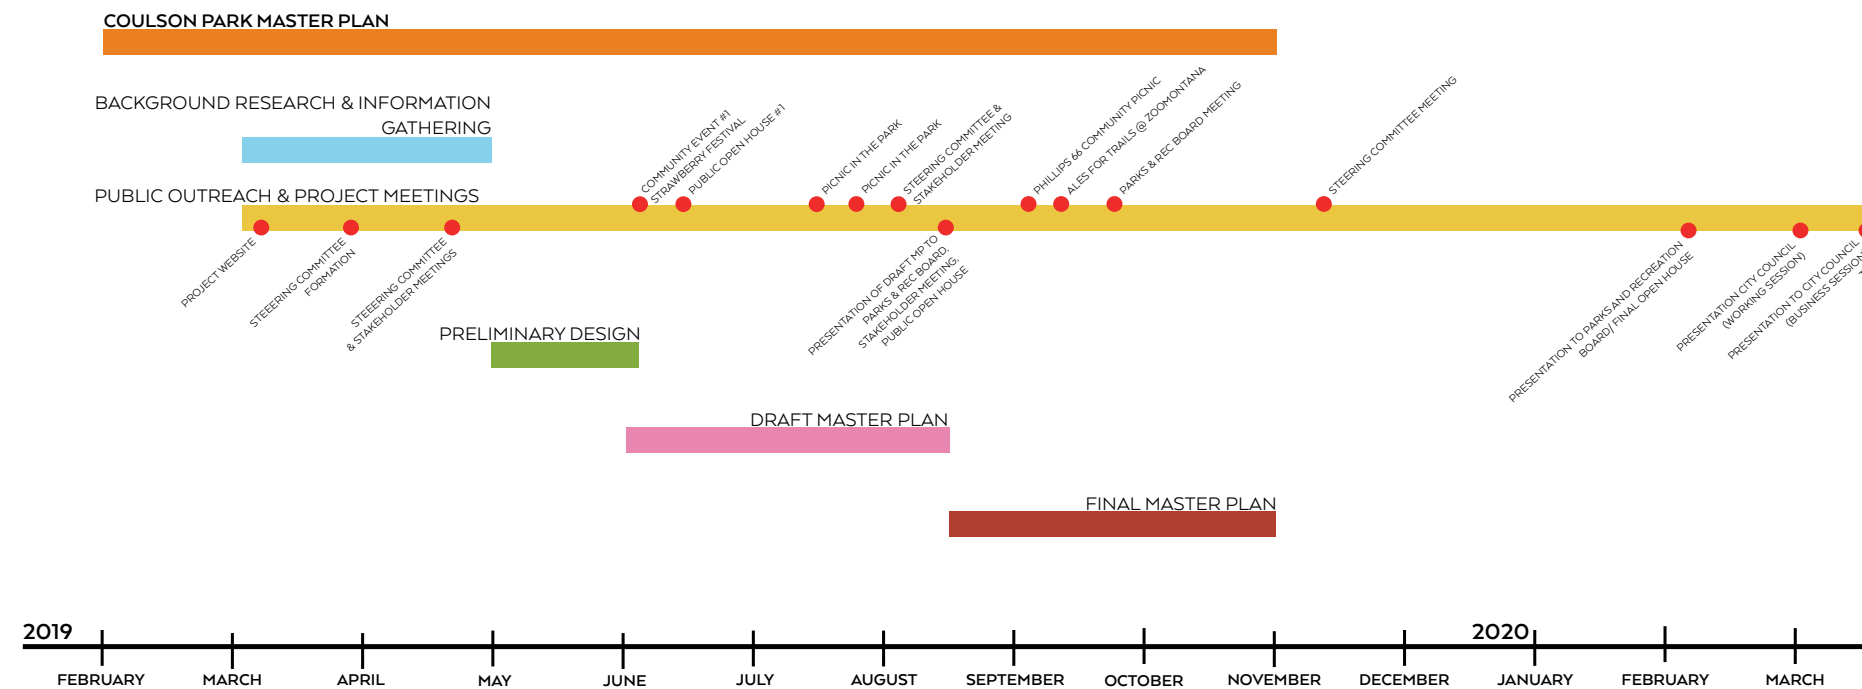 COULSON PARK MASTER PLAN
BACKGROUND RESEARCH & INFORMATION
GATHERING
COMMUNITY EVENT #1
STRAWBERRY FESTIVAL
PUBLIC OPEN HOUSE #1
PICNIC IN THE PARK
PICNIC IN THE PARK
STEERING COMMITTEE &
STAKEHOLDER MEETING
PHILLIPS 66 COMMUNITY PICNIC
ALES FOR TRAILS @ ZOOMONTANA
PARKS & REC BOARD MEETING
STEERING COMMITTEE MEETING
PUBLIC OUTREACH & PROJECT MEETINGS
PROJECT WEBSITE
STEEERING COMMITTEE
FORMATION
STEEERING COMMITTEE
& STAKEHOLDER MEETINGS
PRESENTATION OF DRAFT MP TO
PARKS & REC BOARD,
STAKEHOLDER MEETING,
PUBLIC OPEN HOUSE
PRESENTATION TO PARKS AND RECREATION
BOARD/ FINAL OPEN HOUSE
PRESENTATION CITY COUNCIL
(WORKING SESSION)
PRESENTATION TO CITY COUNCIL
(BUSINESS SESSION
PRELIMINARY DESIGN
DRAFT MASTER PLAN
FINAL MASTER PLAN
2019
2020
FEBRUARY
MARCH
APRIL
MAY
JUNE
JULY
AUGUST
SEPTEMBER
OCTOBER
NOVEMBER
DECEMBER
JANUARY
FEBRUARY
MARCH